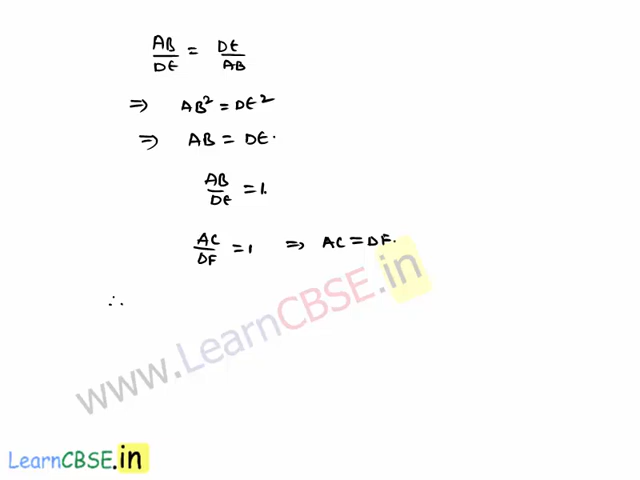 AB/DE = DE/AB
⇒ AB² = DE²
⇒ AB = DE.
AB/DE = 1.
AC/DF = 1 ⇒ AC = DF.
∴
www.LearnCBSE.in
LearnCBSE.in